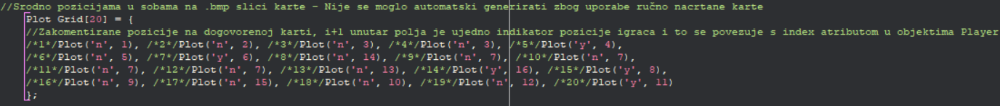 //Srodno pozicijama u sobama na .bmp slici karte - Nije se moglo automatski generirati zbog uporabe ručno nacrtane karte
Plot Grid[20] = {
//Zakomentirane pozicije na dogovorenoj karti, i+1 unutar polja je ujedno indikator pozicije igraca i to se povezuje s index atributom u objektima Player
/*1*/Plot('n', 1), /*2*/Plot('n', 2), /*3*/Plot('n', 3), /*4*/Plot('n', 3), /*5*/Plot('y', 4),
/*6*/Plot('n', 5), /*7*/Plot('y', 6), /*8*/Plot('n', 14), /*9*/Plot('n', 7), /*10*/Plot('n', 7),
/*11*/Plot('n', 7), /*12*/Plot('n', 7), /*13*/Plot('n', 13), /*14*/Plot('y', 16), /*15*/Plot('y', 8),
/*16*/Plot('n', 9), /*17*/Plot('n', 15), /*18*/Plot('n', 10), /*19*/Plot('n', 12), /*20*/Plot('y', 11)
};